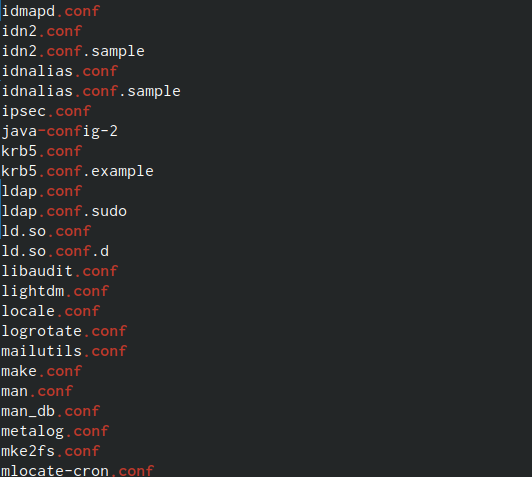 idmapd.conf
idn2.conf
idn2.conf.sample
idnalias.conf
idnalias.conf.sample
ipsec.conf
java-config-2
krb5.conf
krb5.conf.example
ldap.conf
ldap.conf.sudo
ld.so.conf
ld.so.conf.d
libaudit.conf
lightdm.conf
locale.conf
logrotate.conf
mailutils.conf
make.conf
man.conf
man_db.conf
metalog.conf
mke2fs.conf
mlocate-cron.conf